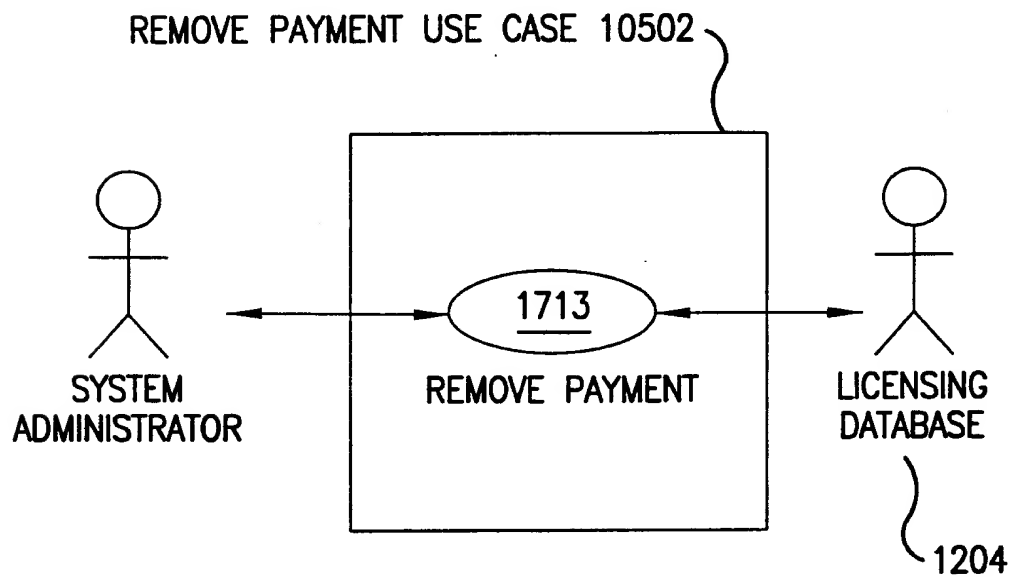 REMOVE PAYMENT USE CASE 10502
1713
REMOVE PAYMENT
SYSTEM
ADMINISTRATOR
LICENSING
DATABASE
1204